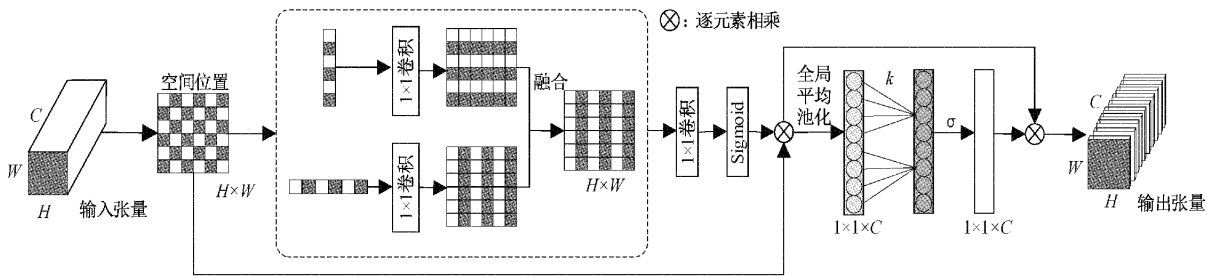 ⊗: 逐元素相乘
C
W
H
输入张量
空间位置
H×W
1×1卷积
1×1卷积
融合
H×W
1×1卷积
Sigmoid
全局
平均
池化
k
1×1×C
σ
1×1×C
C
W
H
输出张量